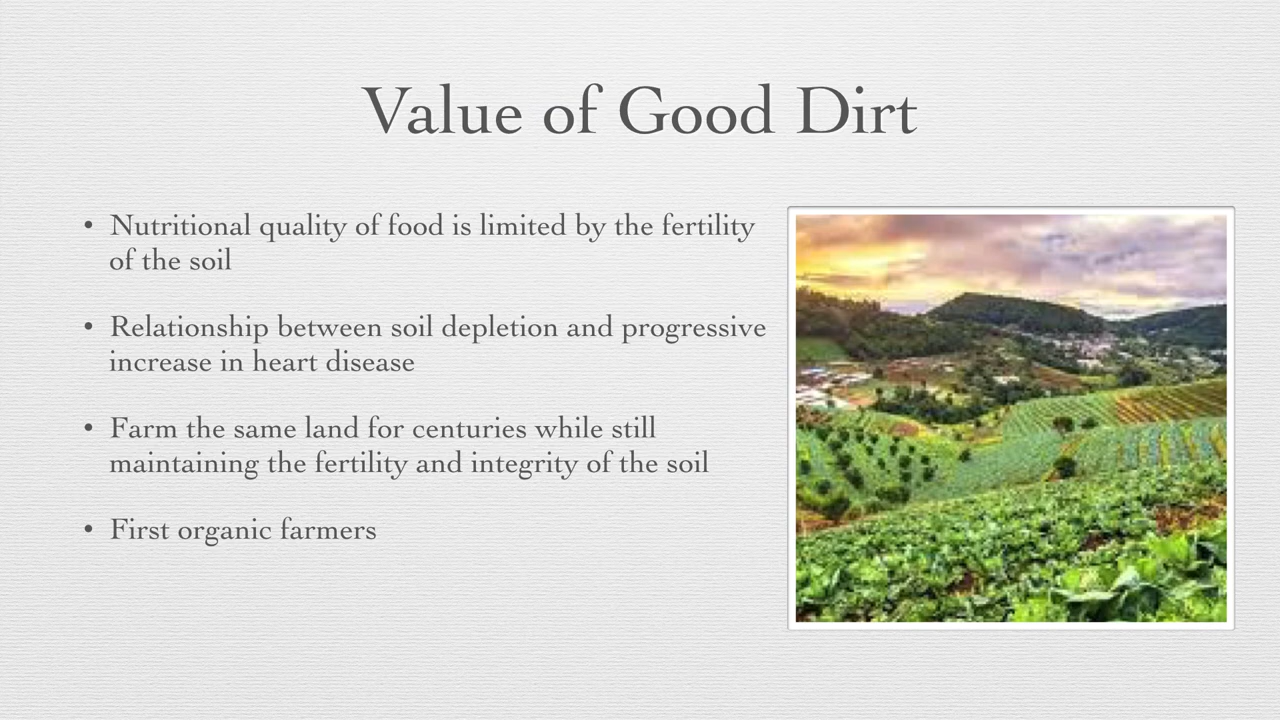 Value of Good Dirt
• Nutritional quality of food is limited by the fertility
of the soil
• Relationship between soil depletion and progressive
increase in heart disease
• Farm the same land for centuries while still
maintaining the fertility and integrity of the soil
• First organic farmers